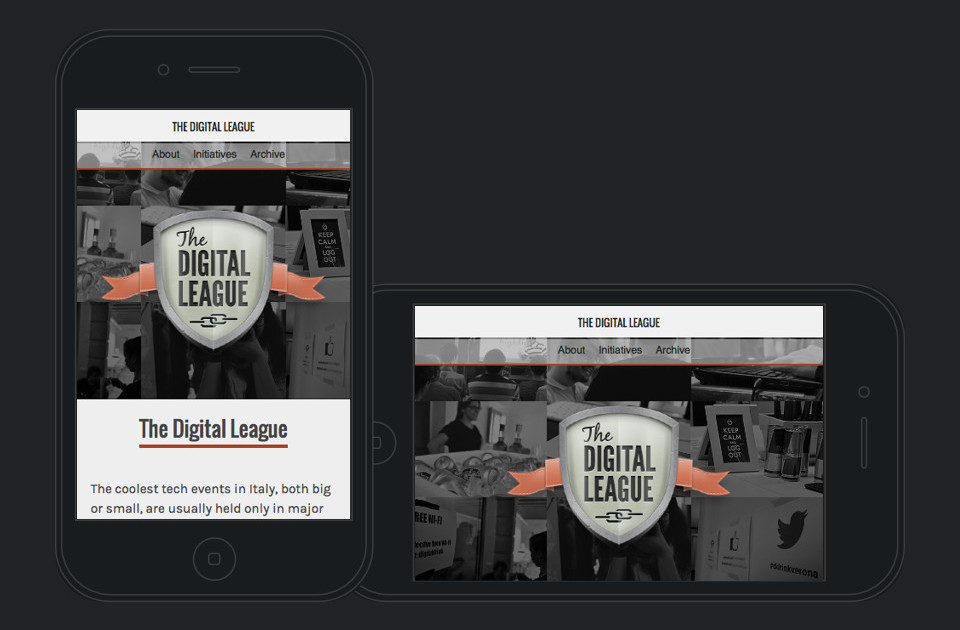 THE DIGITAL LEAGUE
About Initiatives Archive
The
DIGITAL
LEAGUE
KEEP
CALM
AND
LOG
OUT
The Digital League
The coolest tech events in Italy, both big
or small, are usually held only in major
THE DIGITAL LEAGUE
About Initiatives Archive
The
DIGITAL
LEAGUE
KEEP
CALM
AND
LOG
OUT
FREE WI-FI
#ddrinkverona